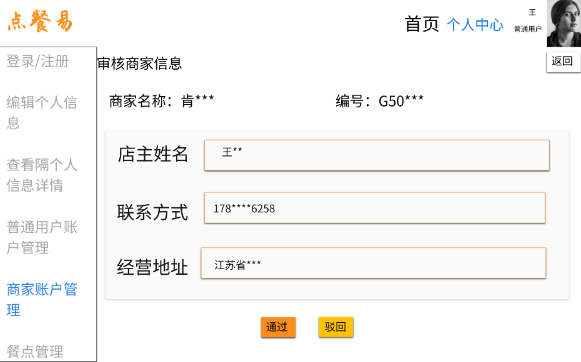 点餐易
首页 个人中心
王
普通用户
返回
登录/注册
编辑个人信
息
查看隔个人
信息详情
普通用户账
户管理
商家账户管
理
餐点管理
审核商家信息
商家名称：肯*** 编号：G50***
店主姓名 王**
联系方式 178****6258
经营地址 江苏省***
通过 驳回